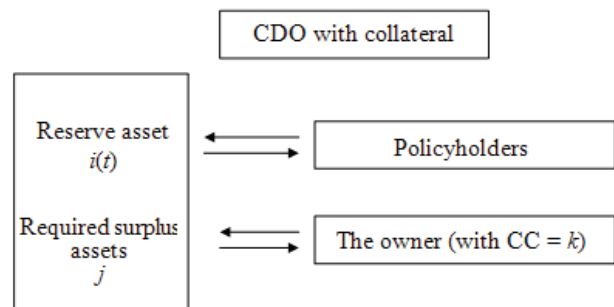 CDO with collateral
Reserve asset
i(t)
Policyholders
Required surplus
assets
j
The owner (with CC = k)